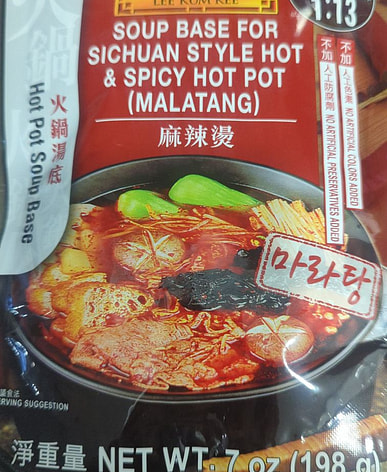 LEE KUM KEE
1:13
SOUP BASE FOR
SICHUAN STYLE HOT
& SPICY HOT POT
(MALATANG)
麻辣燙
火鍋
火鍋湯底
Hot Pot Soup Base
不加人工色素 NO ARTIFICIAL COLORS ADDED
不加人工防腐劑 NO ARTIFICIAL PRESERVATIVES ADDED
마라탕
SERVING SUGGESTION
淨重量 NET WT. 7 oz (198 g)